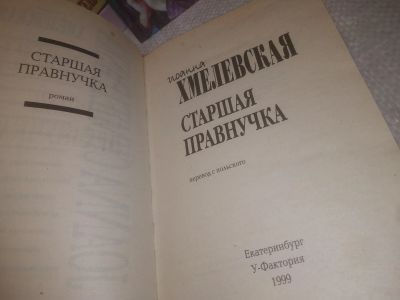 СТАРШАЯ
ПРАВНУЧКА
роман
Иоанна
ХМЕЛЕВСКАЯ
СТАРШАЯ
ПРАВНУЧКА
перевод с польского
Екатеринбург
У-Фактория
1999